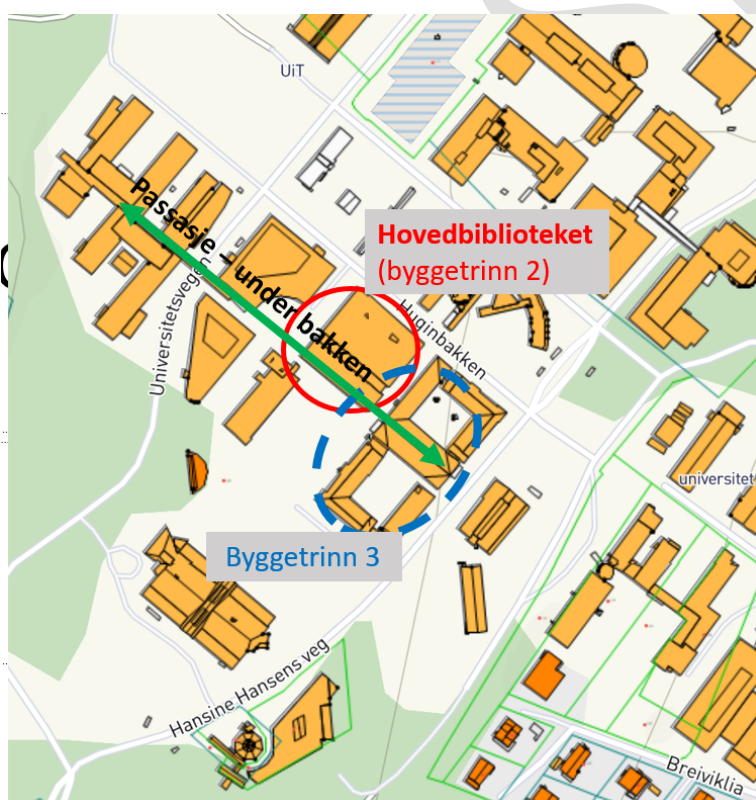 UiT
Passasje – under bakken
Hovedbiblioteket
(byggetrinn 2)
Universitetsvegen
Huginbakken
universitet
Byggetrinn 3
Hansine Hansens veg
Breiviklia